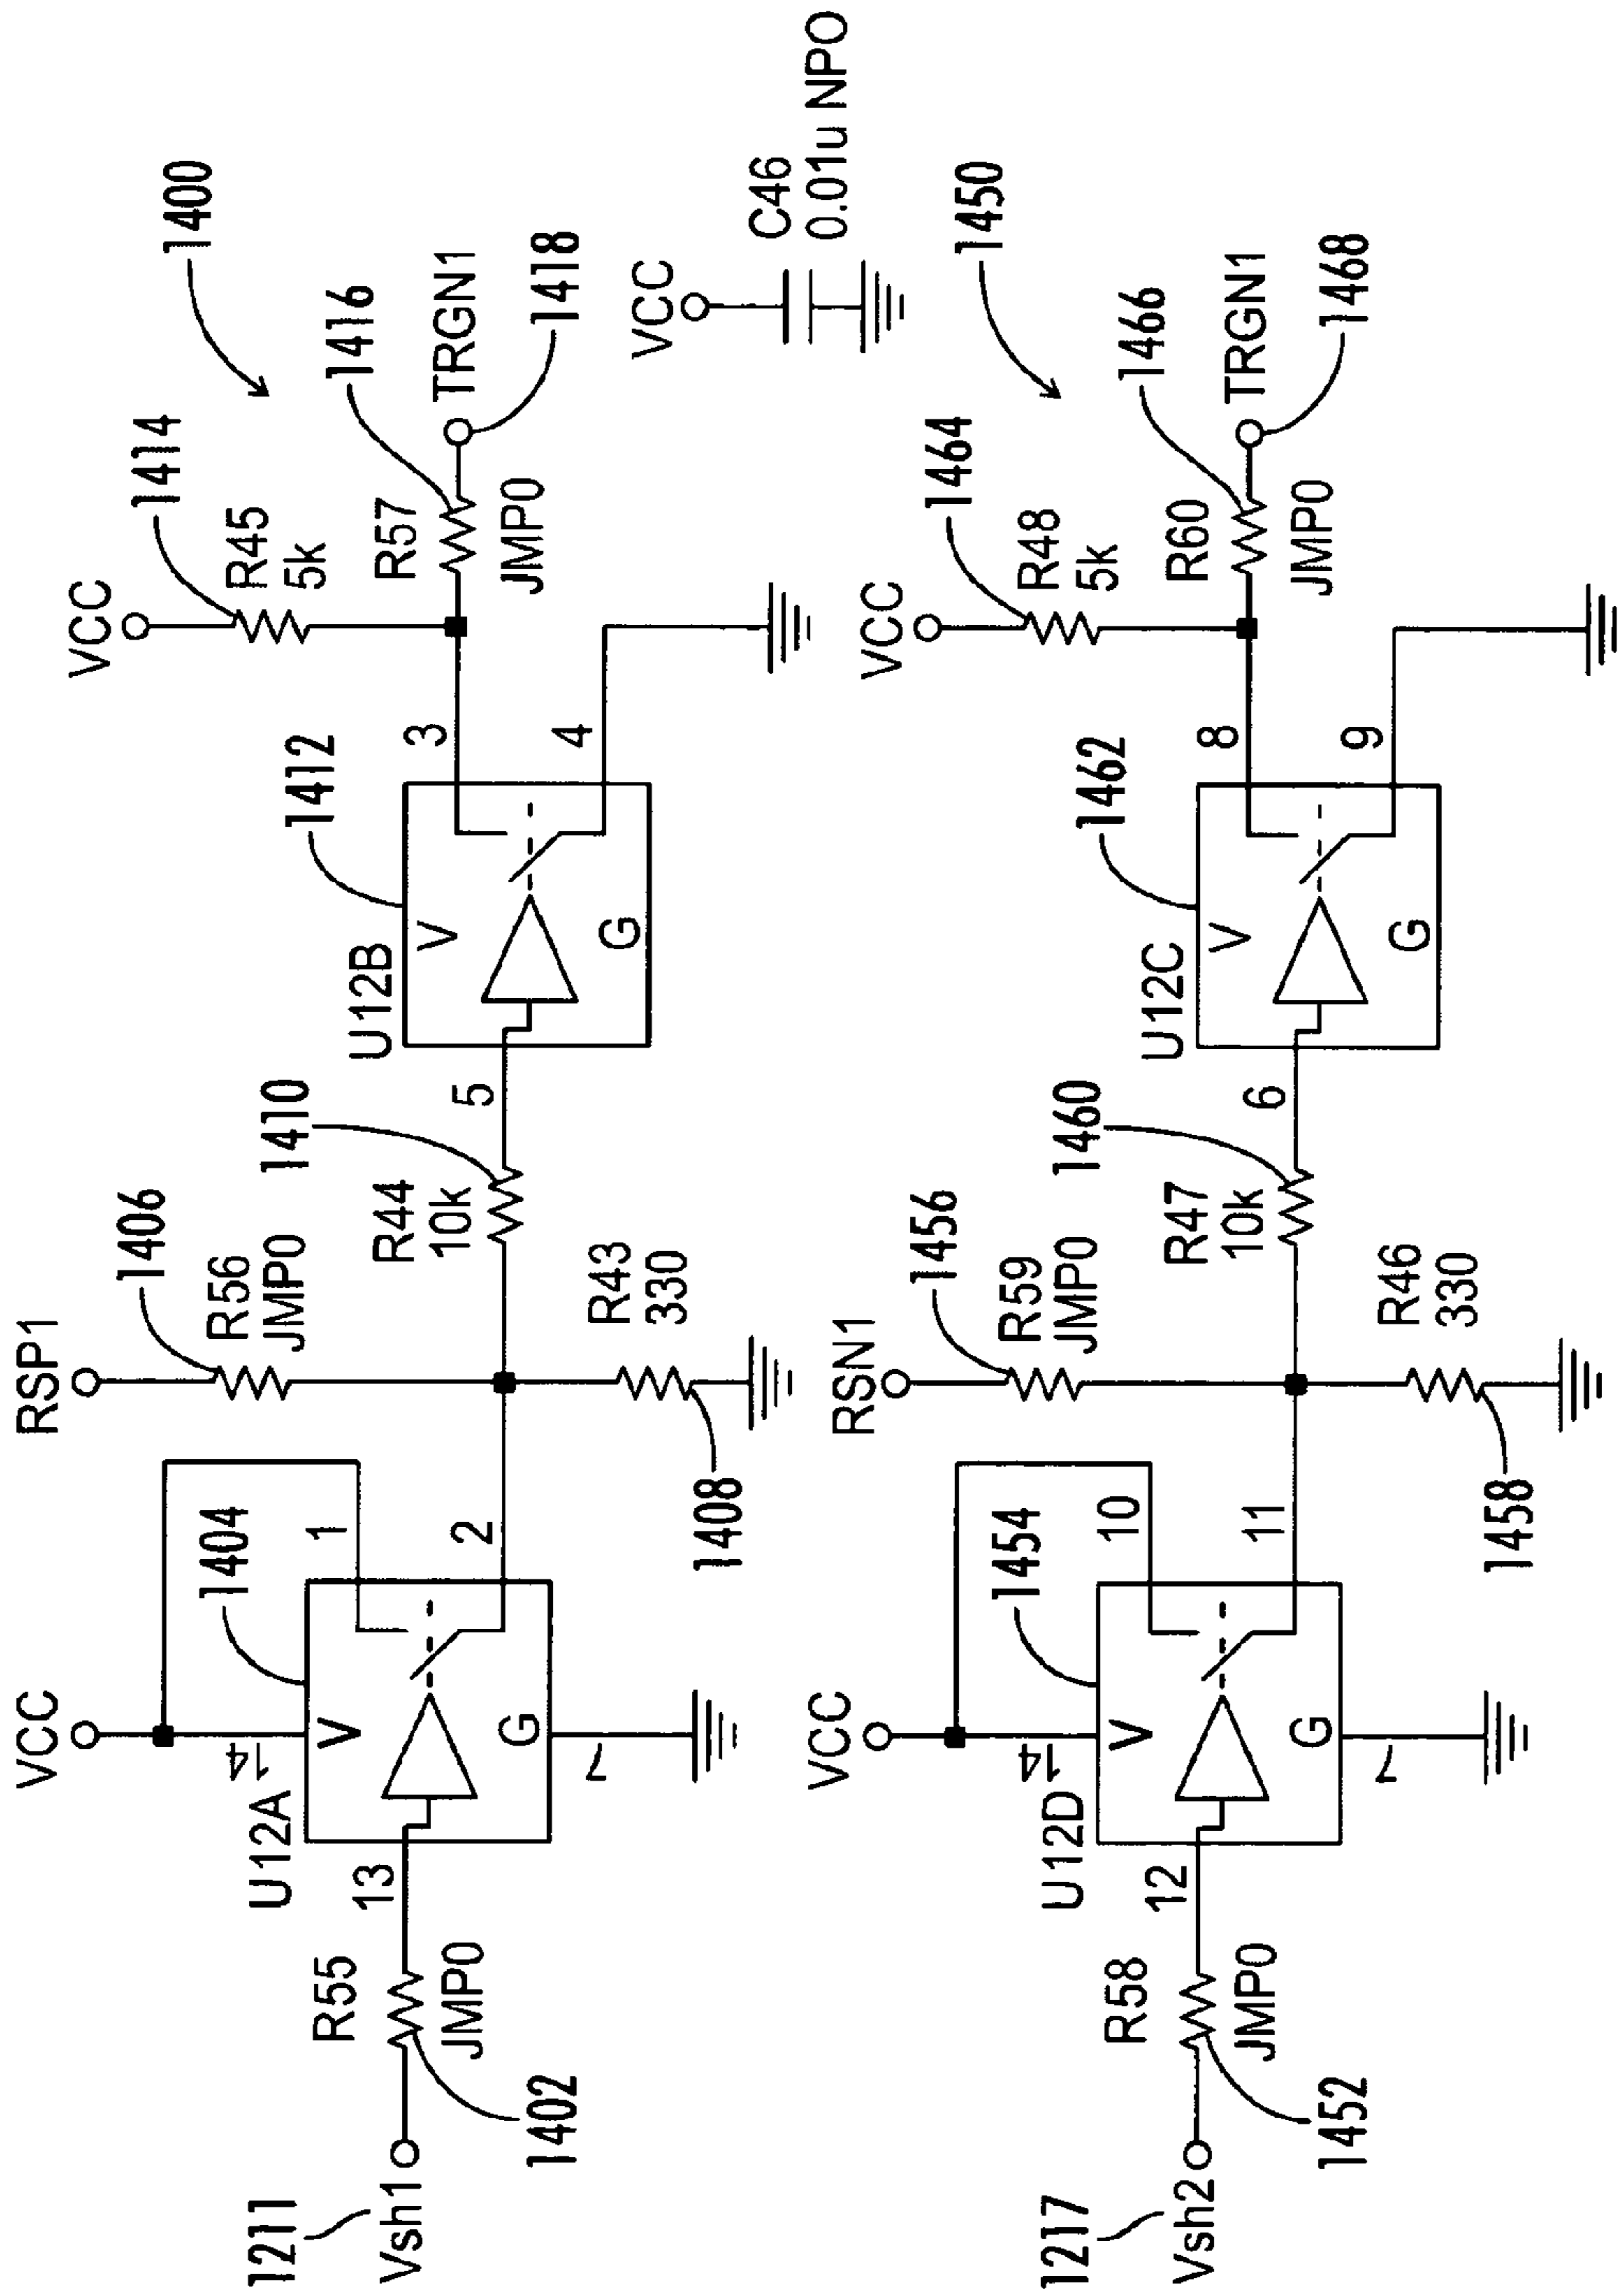 1400
VCC
1414
R45
5k
1416
R57
JMP0
TRGN1
1418
VCC
C46
0.01u NPO
1412
U12B
V
G
3
4
5
1410
R44
10k
RSP1
1406
R56
JMP0
R43
330
1408
VCC
1404
1
2
14
U12A
V
G
7
13
R55
JMP0
1402
1211
Vsh1
1450
VCC
1464
R48
5k
1466
R60
JMP0
TRGN1
1468
1462
U12C
V
G
8
9
6
1460
R47
10k
RSN1
1456
R59
JMP0
R46
330
1458
VCC
1454
10
11
14
U12D
V
G
7
12
R58
JMP0
1452
1217
Vsh2